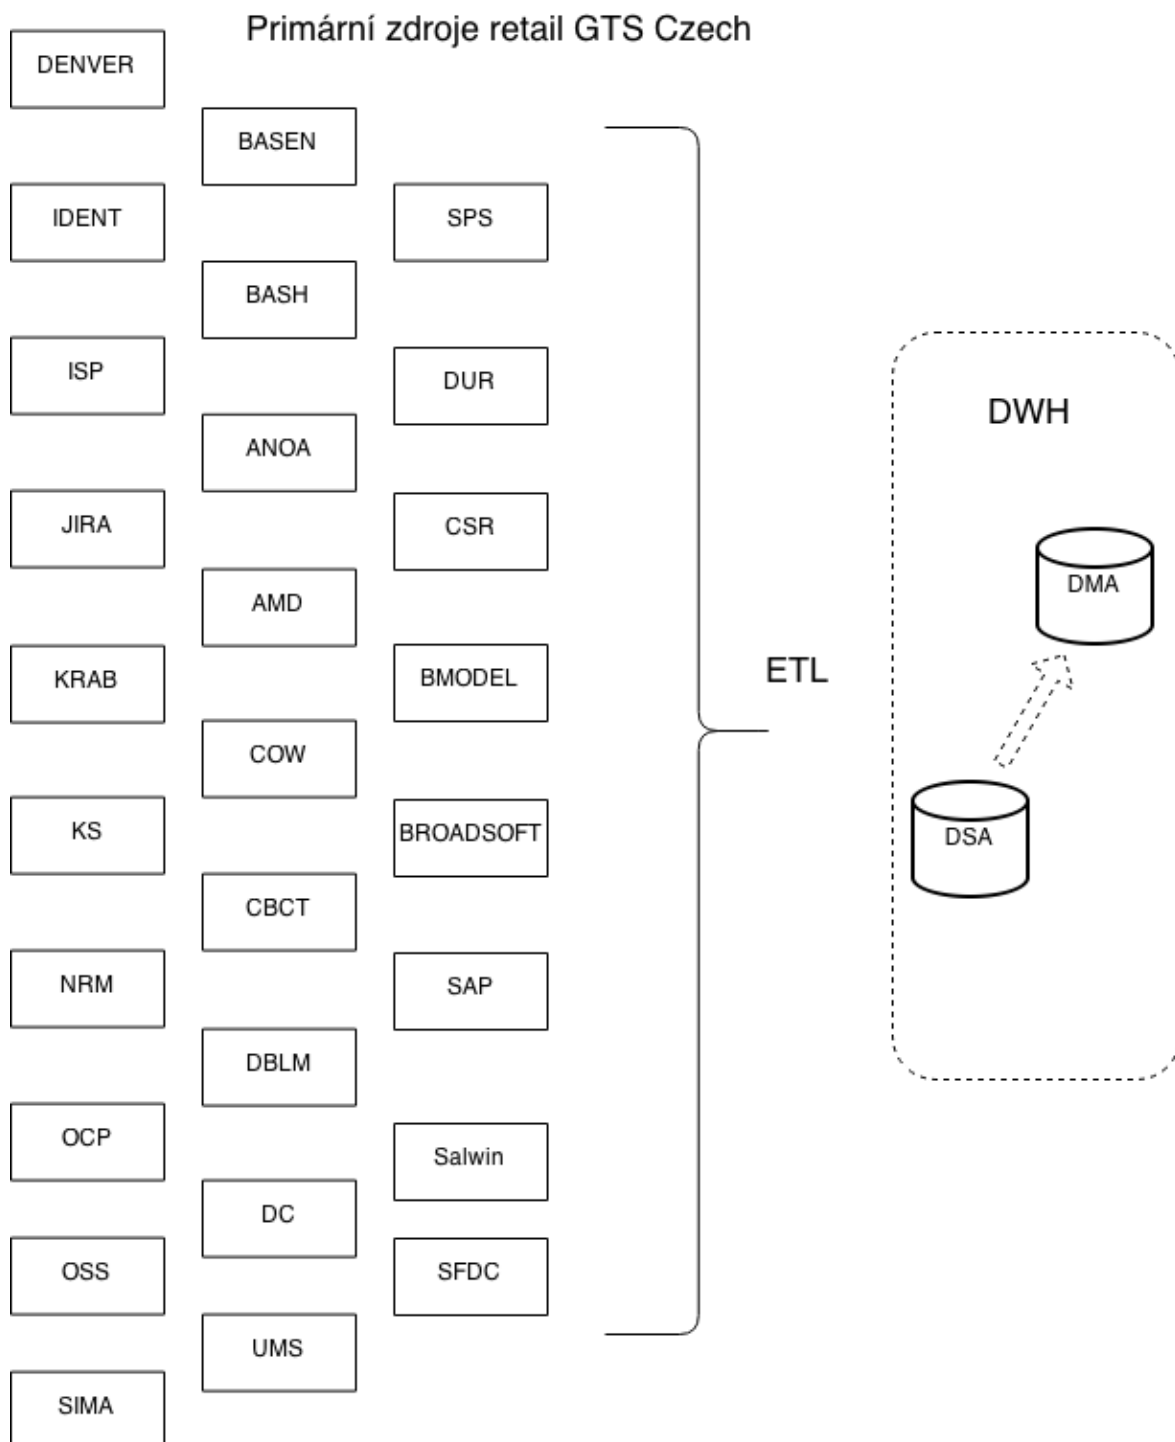 Primární zdroje retail GTS Czech
DENVER
BASEN
IDENT
SPS
BASH
ISP
DUR
DWH
ANOA
JIRA
CSR
DMA
AMD
KRAB
BMODEL
ETL
COW
KS
BROADSOFT
DSA
CBCT
NRM
SAP
DBLM
OCP
Salwin
DC
OSS
SFDC
UMS
SIMA